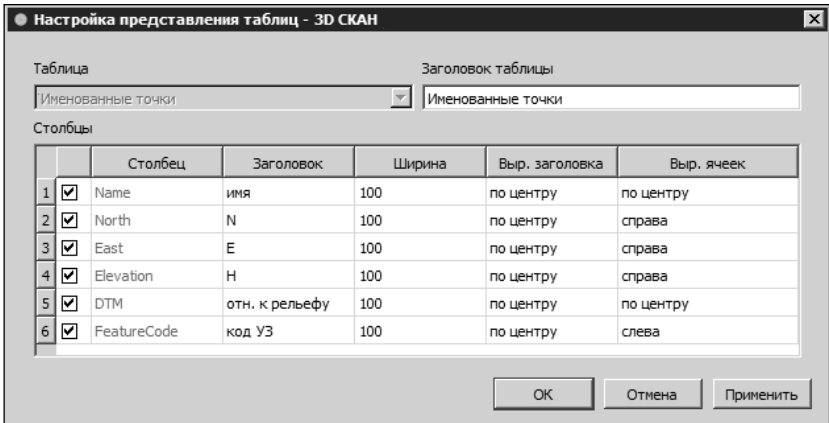 Настройка представления таблиц - 3D СКАН
Таблица Заголовок таблицы
Именованные точки Именованные точки
Столбцы
Столбец Заголовок Ширина Выр. заголовка Выр. ячеек
1 Name имя 100 по центру по центру
2 North N 100 по центру справа
3 East E 100 по центру справа
4 Elevation H 100 по центру справа
5 DTM отн. к рельефу 100 по центру по центру
6 FeatureCode код УЗ 100 по центру слева
OK Отмена Применить